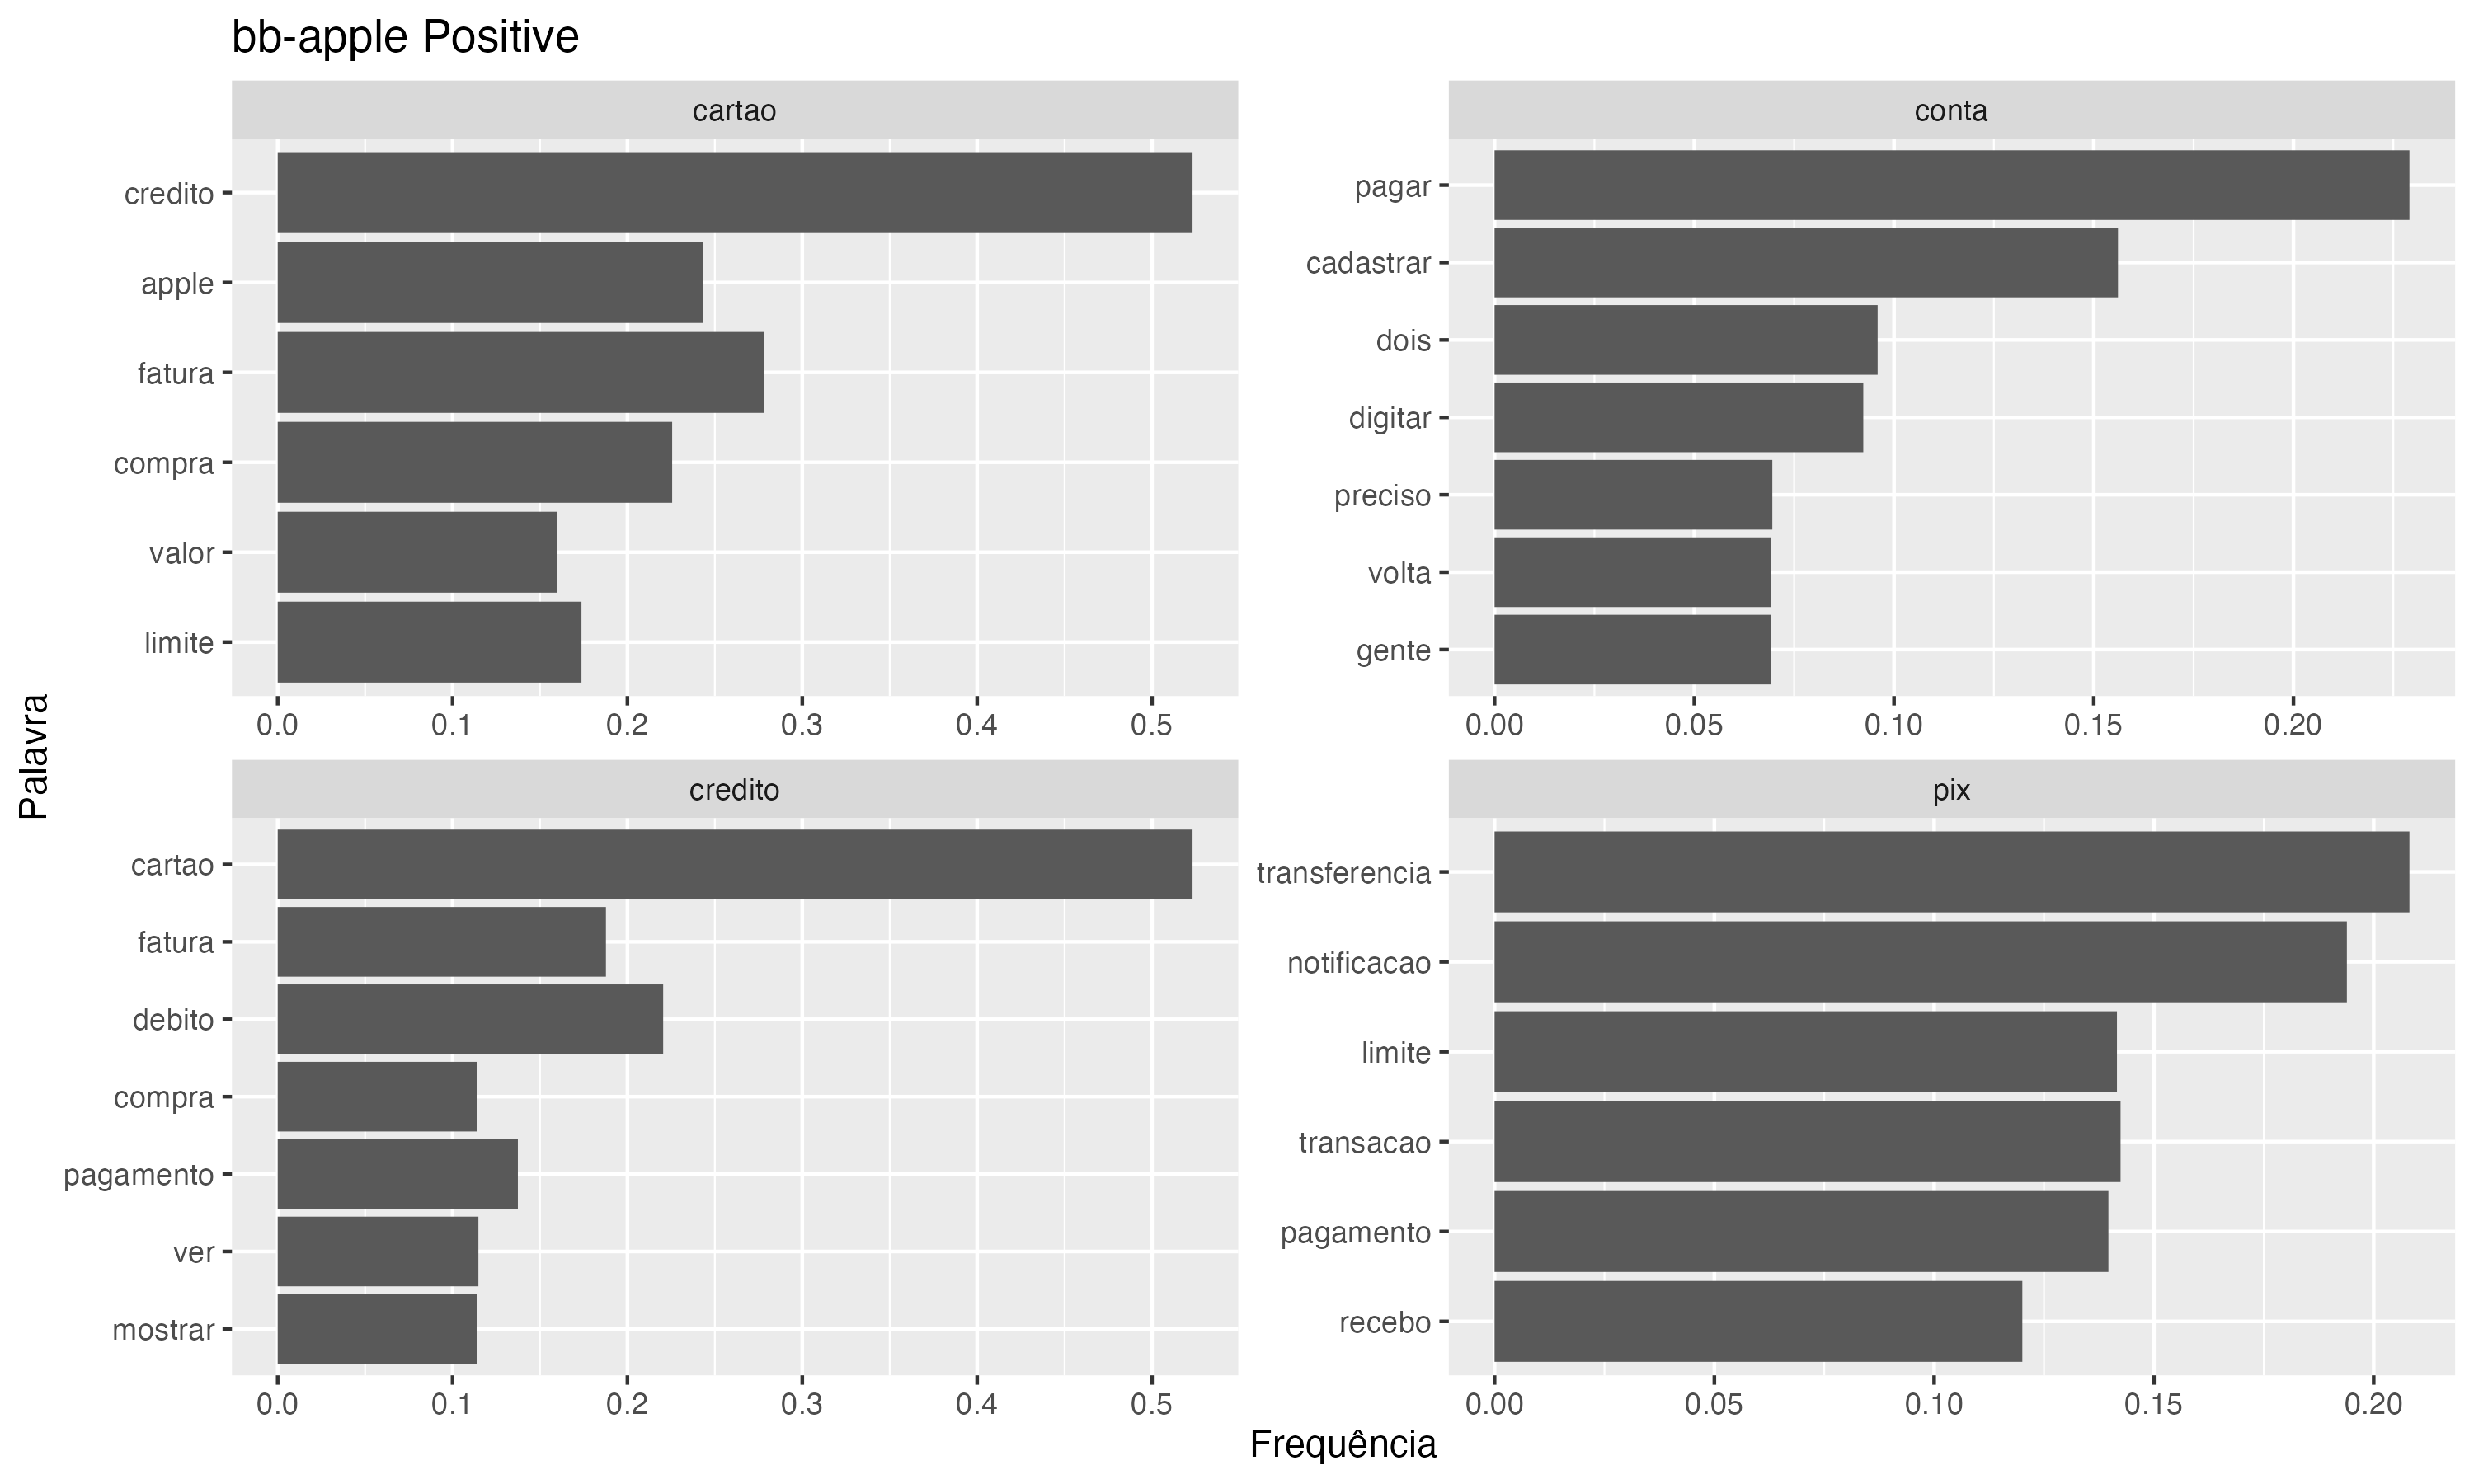 bb-apple Positive
cartao
credito
apple
fatura
compra
valor
limite
0.0 0.1 0.2 0.3 0.4 0.5
conta
pagar
cadastrar
dois
digitar
preciso
volta
gente
0.00 0.05 0.10 0.15 0.20
credito
cartao
fatura
debito
compra
pagamento
ver
mostrar
0.0 0.1 0.2 0.3 0.4 0.5
pix
transferencia
notificacao
limite
transacao
pagamento
recebo
0.00 0.05 0.10 0.15 0.20
Palavra
Frequência